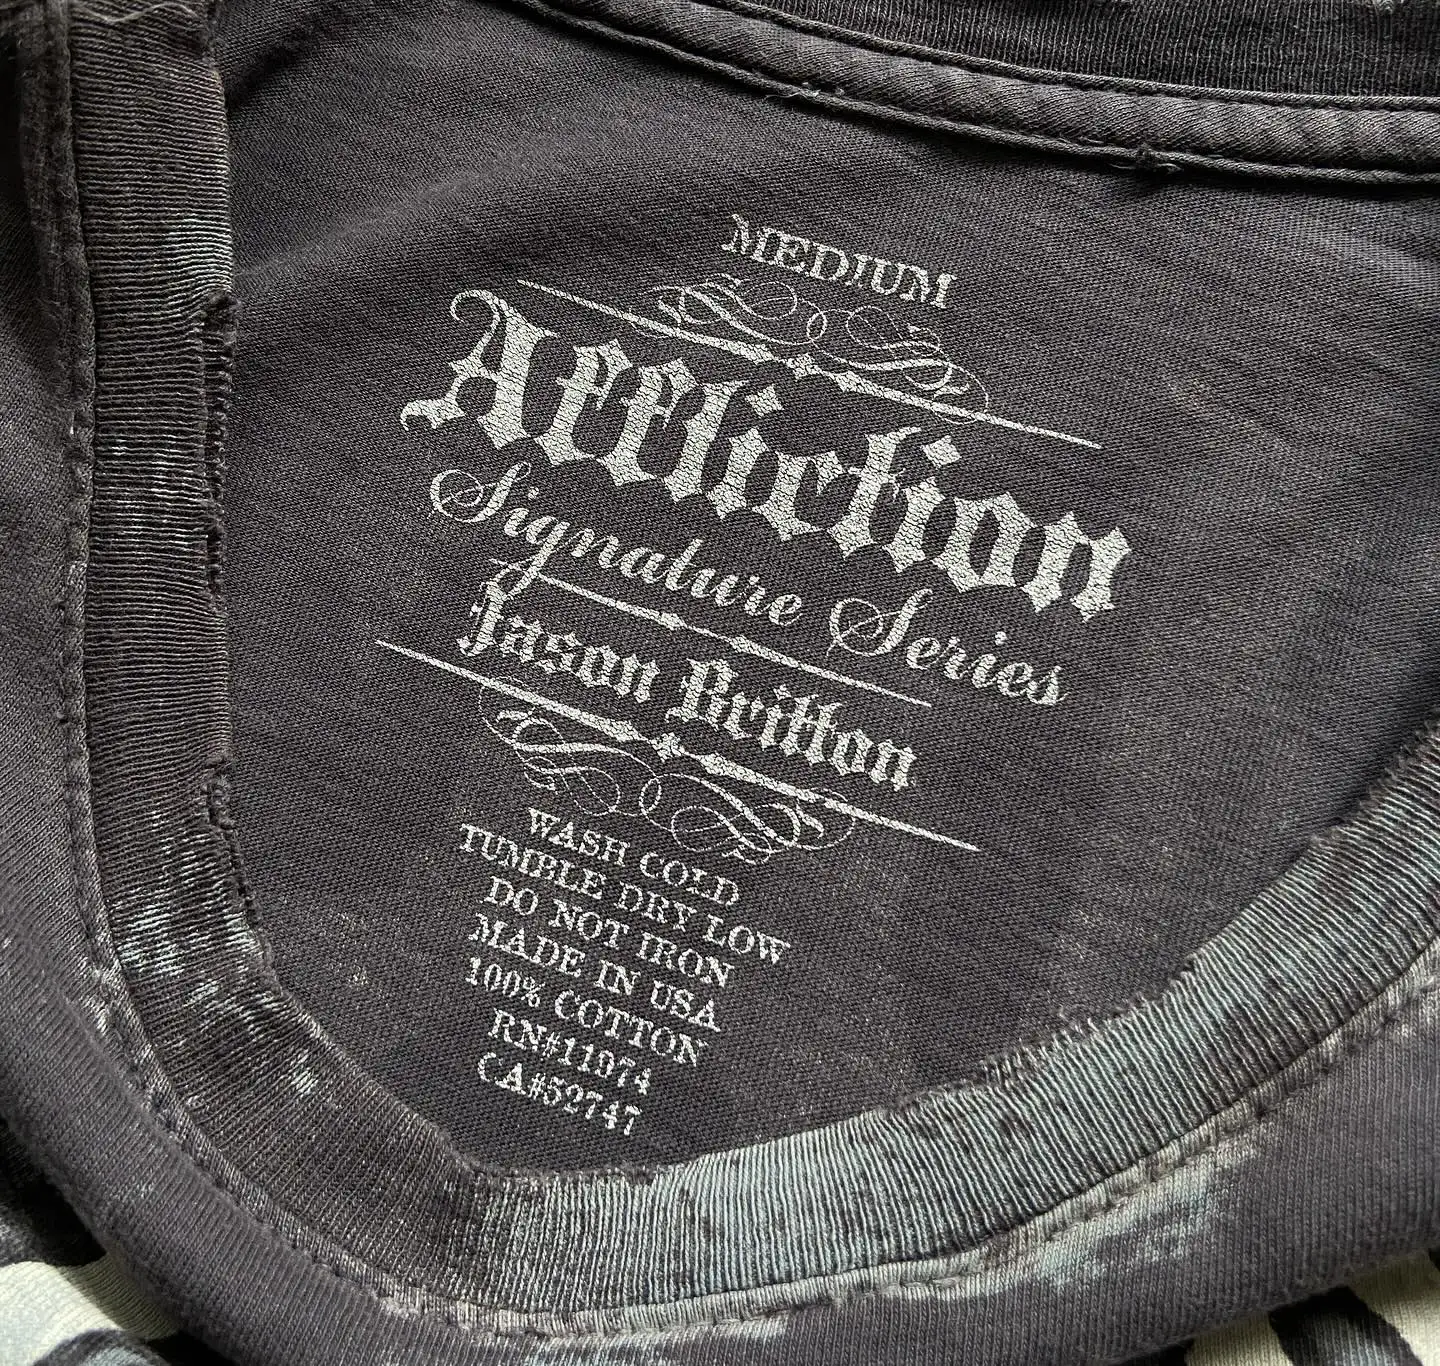 MEDIUM
Affliction
Signature Series
Jason Britton
WASH COLD
TUMBLE DRY LOW
DO NOT IRON
MADE IN USA
100% COTTON
RN#11974
CA#52747